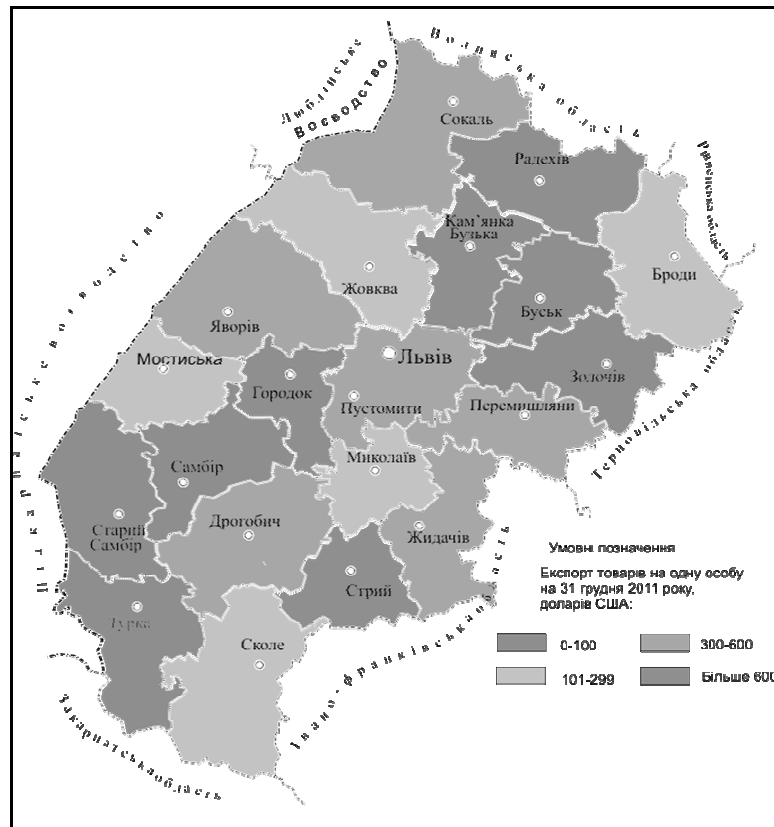 Люблінське
Воєводство
Волинська область
Рівненська область
Сокаль
Радехів
Кам’янка
Бузька
Броди
Жовква
Буськ
Яворів
Львів
Мостиська
Городок
Золочів
Пустомити
Перемишляни
Тернопільська область
Миколаїв
Самбір
Старий
Самбір
Дрогобич
Жидачів
Стрий
Турка
Сколе
Підкарпатське воєводство
Закарпатська область
Івано-франківська область
Умовні позначення
Експорт товарів на одну особу
на 31 грудня 2011 року,
доларів США:
0-100
300-600
101-299
Більше 600